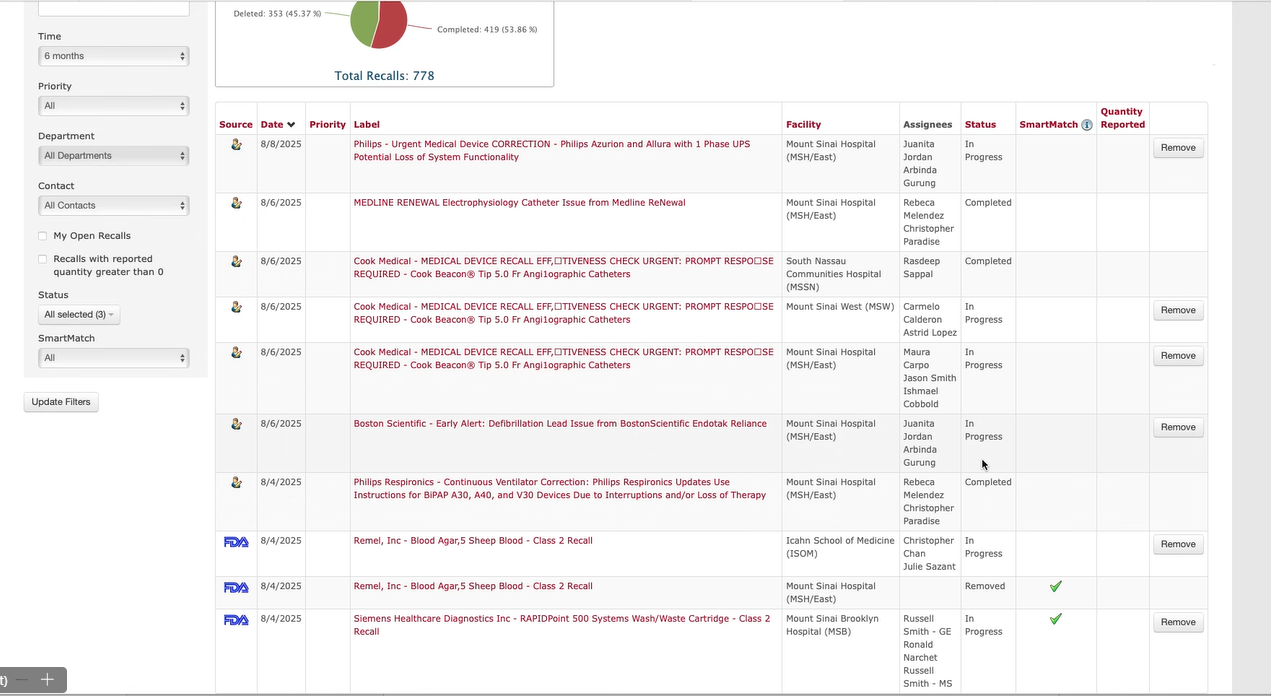 Deleted: 353 (45.37 %)
Completed: 419 (53.86 %)
Total Recalls: 778
Time
6 months
Priority
All
Department
All Departments
Contact
All Contacts
My Open Recalls
Recalls with reported
quantity greater than 0
Status
All selected (3)
SmartMatch
All
Update Filters
Source Date Priority Label Facility Assignees Status SmartMatch i Quantity
Reported
8/8/2025 Philips - Urgent Medical Device CORRECTION - Philips Azurion and Allura with 1 Phase UPS
Potential Loss of System Functionality
Mount Sinai Hospital
(MSH/East)
Juanita
Jordan
Arbinda
Gurung
In
Progress
Remove
8/6/2025 MEDLINE RENEWAL Electrophysiology Catheter Issue from Medline ReNewal
Mount Sinai Hospital
(MSH/East)
Rebeca
Melendez
Christopher
Paradise
Completed
8/6/2025 Cook Medical - MEDICAL DEVICE RECALL EFF,□TIVENESS CHECK URGENT: PROMPT RESPO□SE
REQUIRED - Cook Beacon® Tip 5.0 Fr Angi1ographic Catheters
South Nassau
Communities Hospital
(MSSN)
Rasdeep
Sappal
Completed
8/6/2025 Cook Medical - MEDICAL DEVICE RECALL EFF,□TIVENESS CHECK URGENT: PROMPT RESPO□SE
REQUIRED - Cook Beacon® Tip 5.0 Fr Angi1ographic Catheters
Mount Sinai West (MSW)
Carmelo
Calderon
Astrid Lopez
In
Progress
Remove
8/6/2025 Cook Medical - MEDICAL DEVICE RECALL EFF,□TIVENESS CHECK URGENT: PROMPT RESPO□SE
REQUIRED - Cook Beacon® Tip 5.0 Fr Angi1ographic Catheters
Mount Sinai Hospital
(MSH/East)
Maura
Carpo
Jason Smith
Ishmael
Cobbold
In
Progress
Remove
8/6/2025 Boston Scientific - Early Alert: Defibrillation Lead Issue from BostonScientific Endotak Reliance
Mount Sinai Hospital
(MSH/East)
Juanita
Jordan
Arbinda
Gurung
In
Progress
Remove
8/4/2025 Philips Respironics - Continuous Ventilator Correction: Philips Respironics Updates Use
Instructions for BiPAP A30, A40, and V30 Devices Due to Interruptions and/or Loss of Therapy
Mount Sinai Hospital
(MSH/East)
Rebeca
Melendez
Christopher
Paradise
Completed
FDA 8/4/2025 Remel, Inc - Blood Agar,5 Sheep Blood - Class 2 Recall
Icahn School of Medicine
(ISOM)
Christopher
Chan
Julie Sazant
In
Progress
Remove
FDA 8/4/2025 Remel, Inc - Blood Agar,5 Sheep Blood - Class 2 Recall
Mount Sinai Hospital
(MSH/East)
Removed
FDA 8/4/2025 Siemens Healthcare Diagnostics Inc - RAPIDPoint 500 Systems Wash/Waste Cartridge - Class 2
Recall
Mount Sinai Brooklyn
Hospital (MSB)
Russell
Smith - GE
Ronald
Narchet
Russell
Smith - MS
In
Progress
Remove
t)